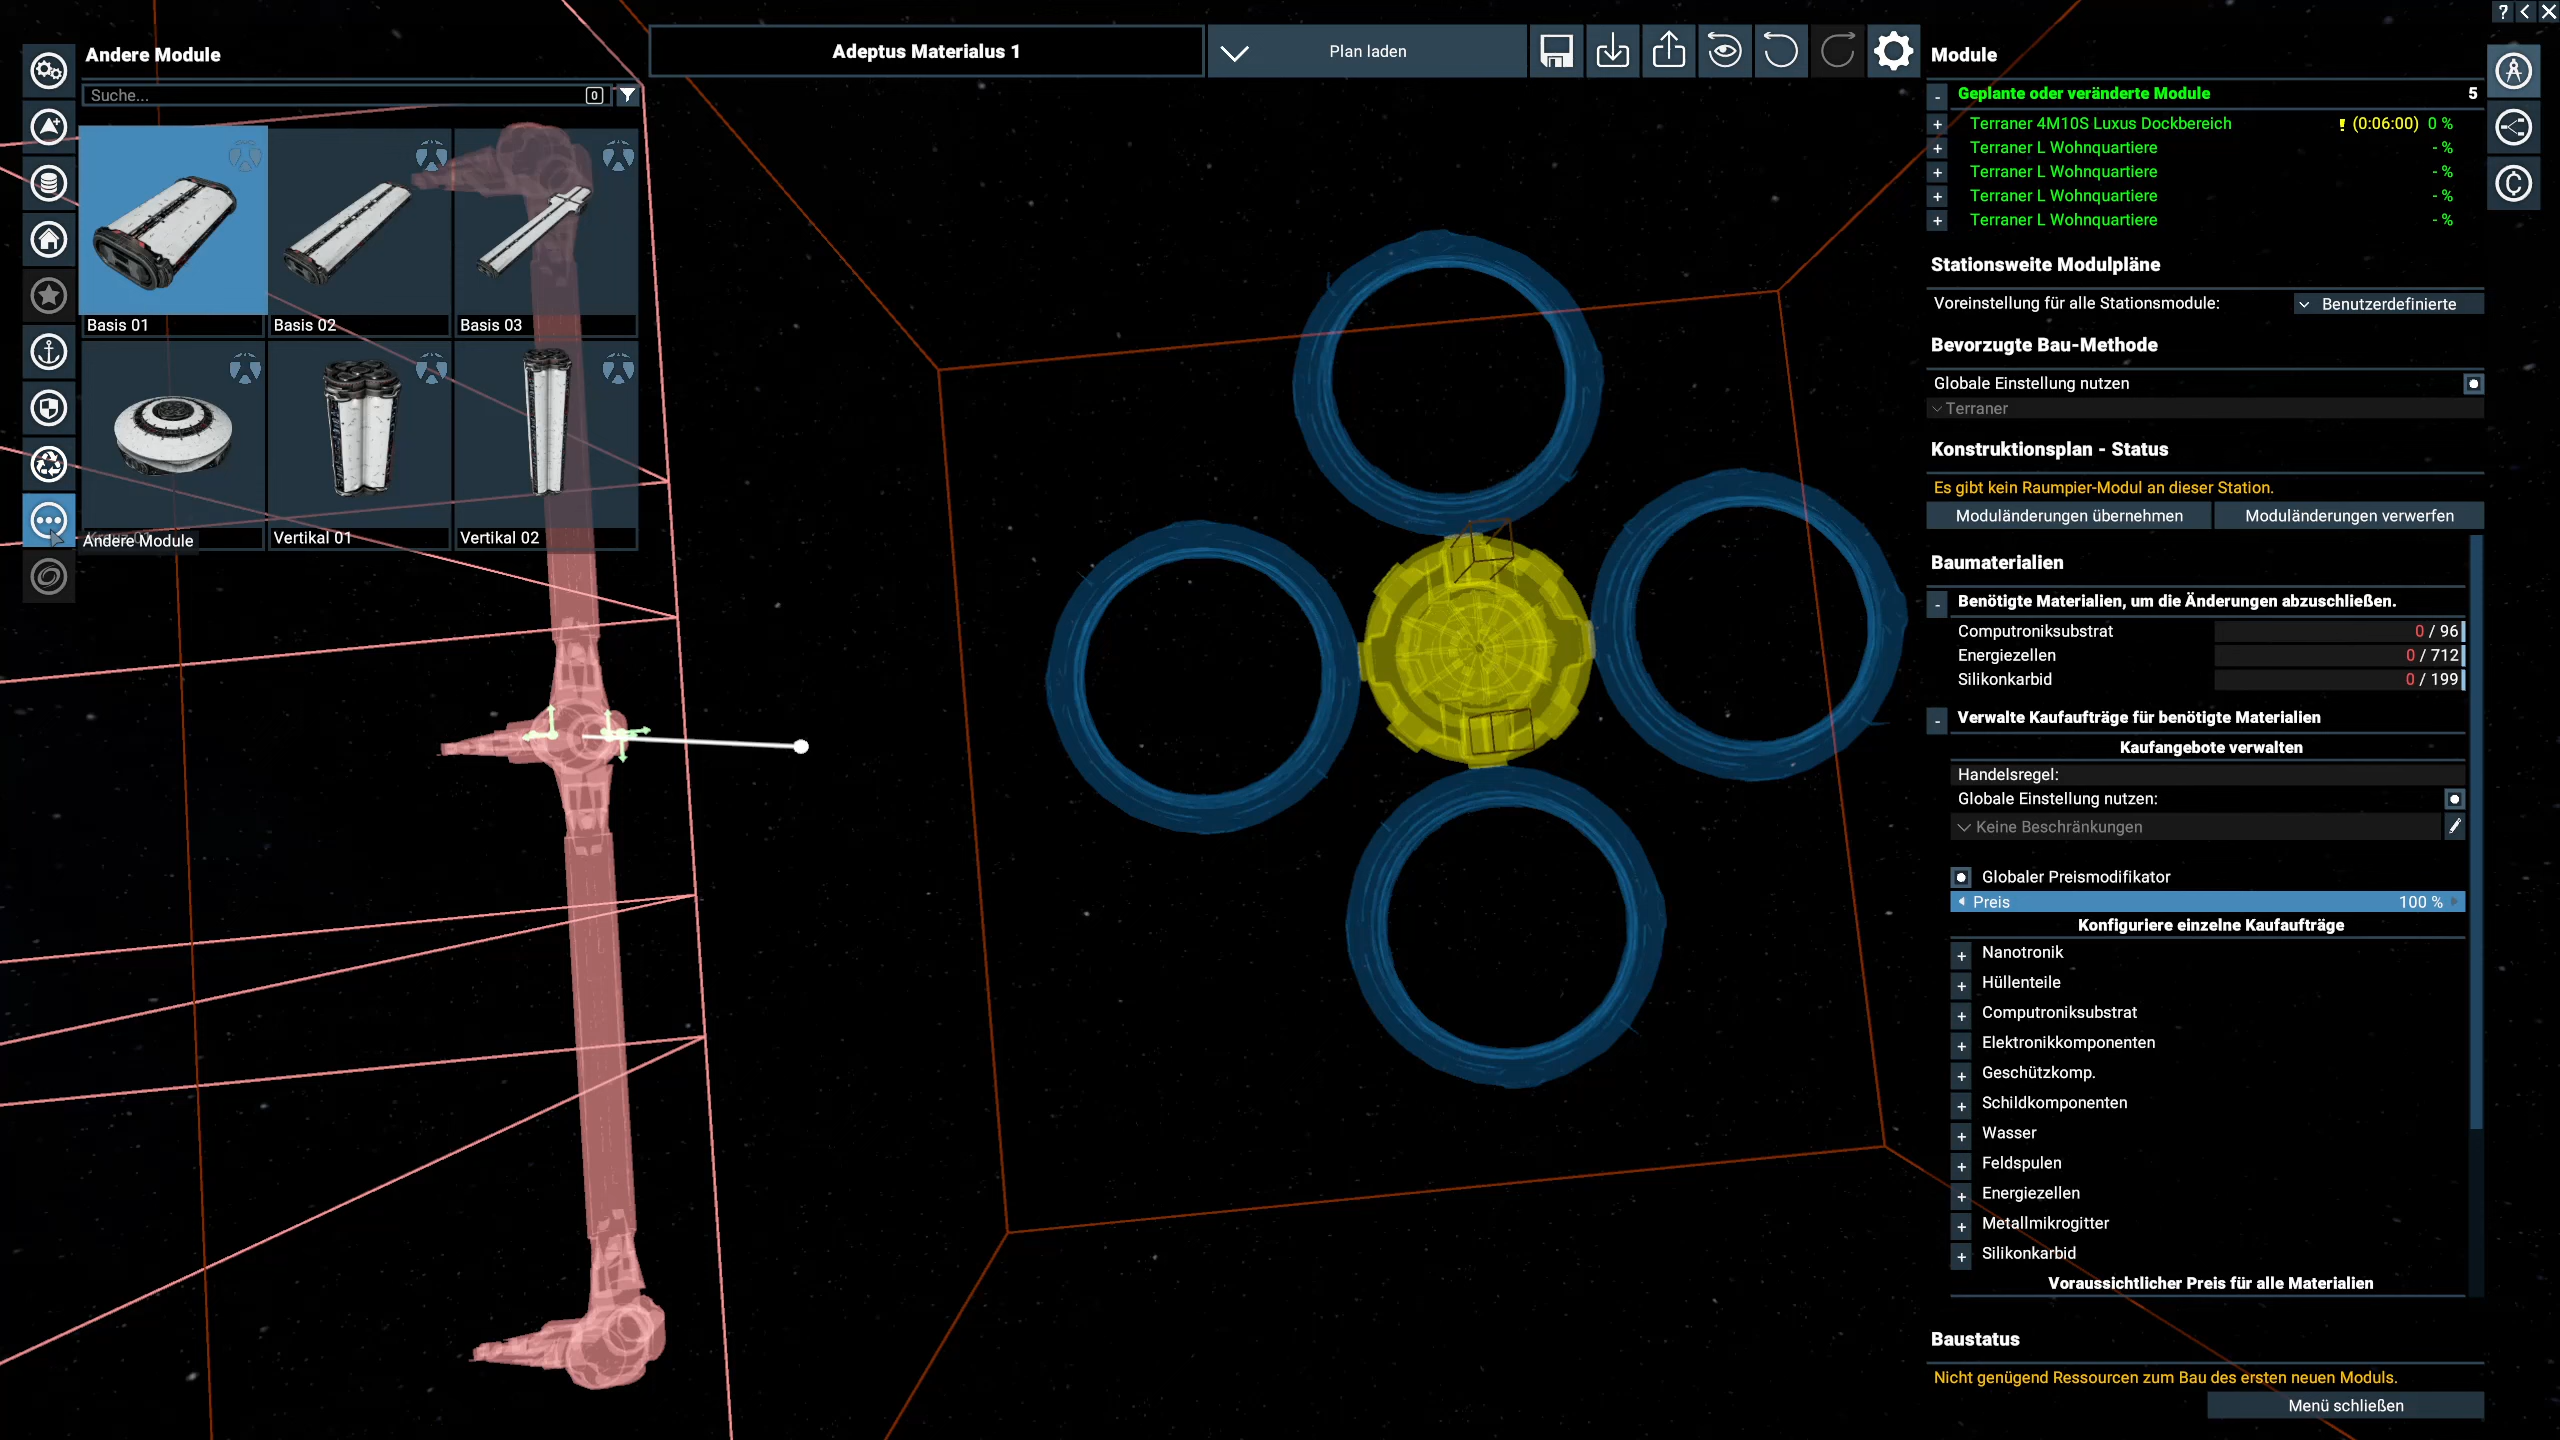 Andere Module
Suche...
0
Basis 01
Basis 02
Basis 03
Vertikal 01
Vertikal 02
Andere Module
Adeptus Materialus 1
Plan laden
Module
Geplante oder veränderte Module 5
Terraner 4M10S Luxus Dockbereich ! (0:06:00) 0 %
Terraner L Wohnquartiere - %
Terraner L Wohnquartiere - %
Terraner L Wohnquartiere - %
Terraner L Wohnquartiere - %
Stationsweite Modulpläne
Voreinstellung für alle Stationsmodule: Benutzerdefinierte
Bevorzugte Bau-Methode
Globale Einstellung nutzen
Terraner
Konstruktionsplan - Status
Es gibt kein Raumpier-Modul an dieser Station.
Moduländerungen übernehmen Moduländerungen verwerfen
Baumaterialien
Benötigte Materialien, um die Änderungen abzuschließen.
Computroniksubstrat 0 / 96
Energiezellen 0 / 712
Silikonkarbid 0 / 199
Verwalte Kaufaufträge für benötigte Materialien
Kaufangebote verwalten
Handelsregel:
Globale Einstellung nutzen:
Keine Beschränkungen
Globaler Preismodifikator
Preis 100 %
Konfiguriere einzelne Kaufaufträge
Nanotronik
Hüllenteile
Computroniksubstrat
Elektronikkomponenten
Geschützkomp.
Schildkomponenten
Wasser
Feldspulen
Energiezellen
Metallmikrogitter
Silikonkarbid
Voraussichtlicher Preis für alle Materialien
Baustatus
Nicht genügend Ressourcen zum Bau des ersten neuen Moduls.
Menü schließen